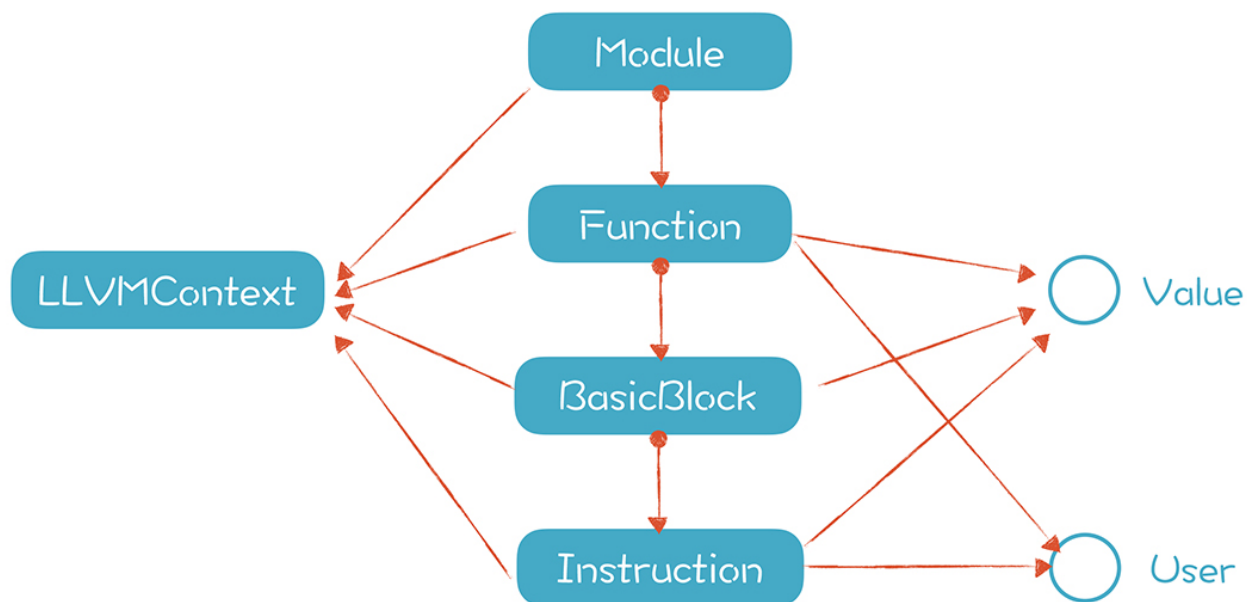 Module
Function
LLVMContext
Value
BasicBlock
Instruction
User